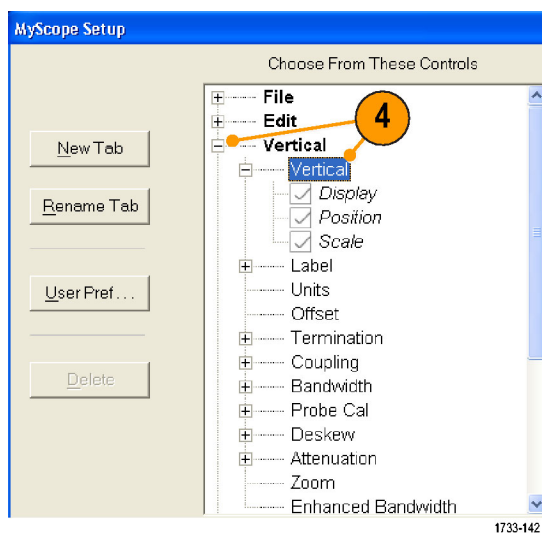 MyScope Setup
Choose From These Controls
File
Edit
4
Vertical
Vertical
Display
Position
Scale
Label
Units
Offset
Termination
Coupling
Bandwidth
Probe Cal
Deskew
Attenuation
Zoom
Enhanced Bandwidth
New Tab
Rename Tab
User Pref...
Delete
1733-142